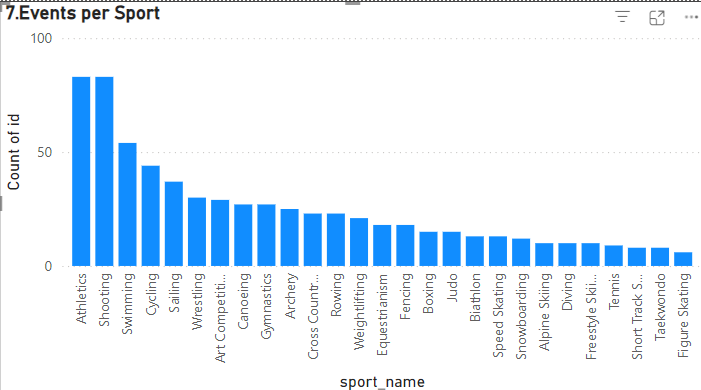 7.Events per Sport
100
50
0
Count of id
Athletics
Shooting
Swimming
Cycling
Sailing
Wrestling
Art Competiti...
Canoeing
Gymnastics
Archery
Cross Countr...
Rowing
Weightlifting
Equestrianism
Fencing
Boxing
Judo
Biathlon
Speed Skating
Snowboarding
Alpine Skiing
Diving
Freestyle Skii...
Tennis
Short Track S...
Taekwondo
Figure Skating
sport_name